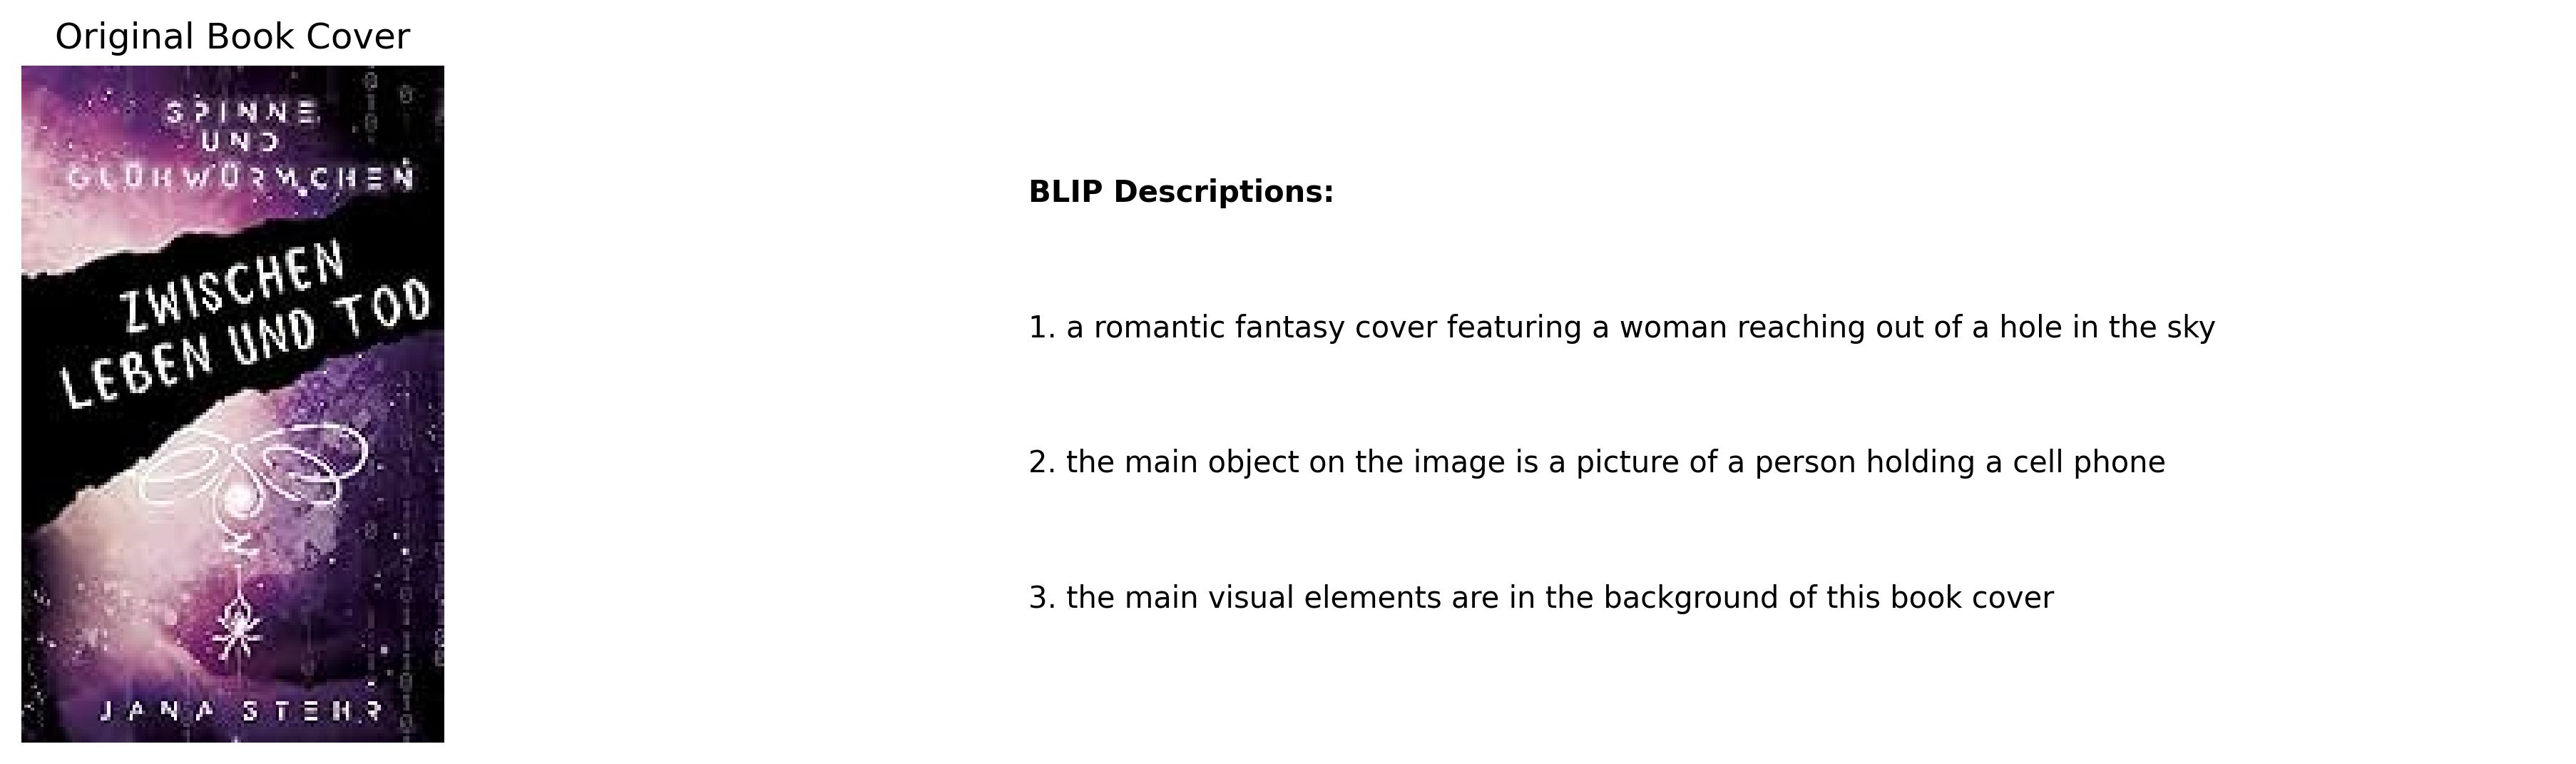 Original Book Cover
SPINNE
UND
GLÜHWÜRMCHEN
ZWISCHEN
LEBEN UND TOD
JANA STEHR
BLIP Descriptions:
1. a romantic fantasy cover featuring a woman reaching out of a hole in the sky
2. the main object on the image is a picture of a person holding a cell phone
3. the main visual elements are in the background of this book cover